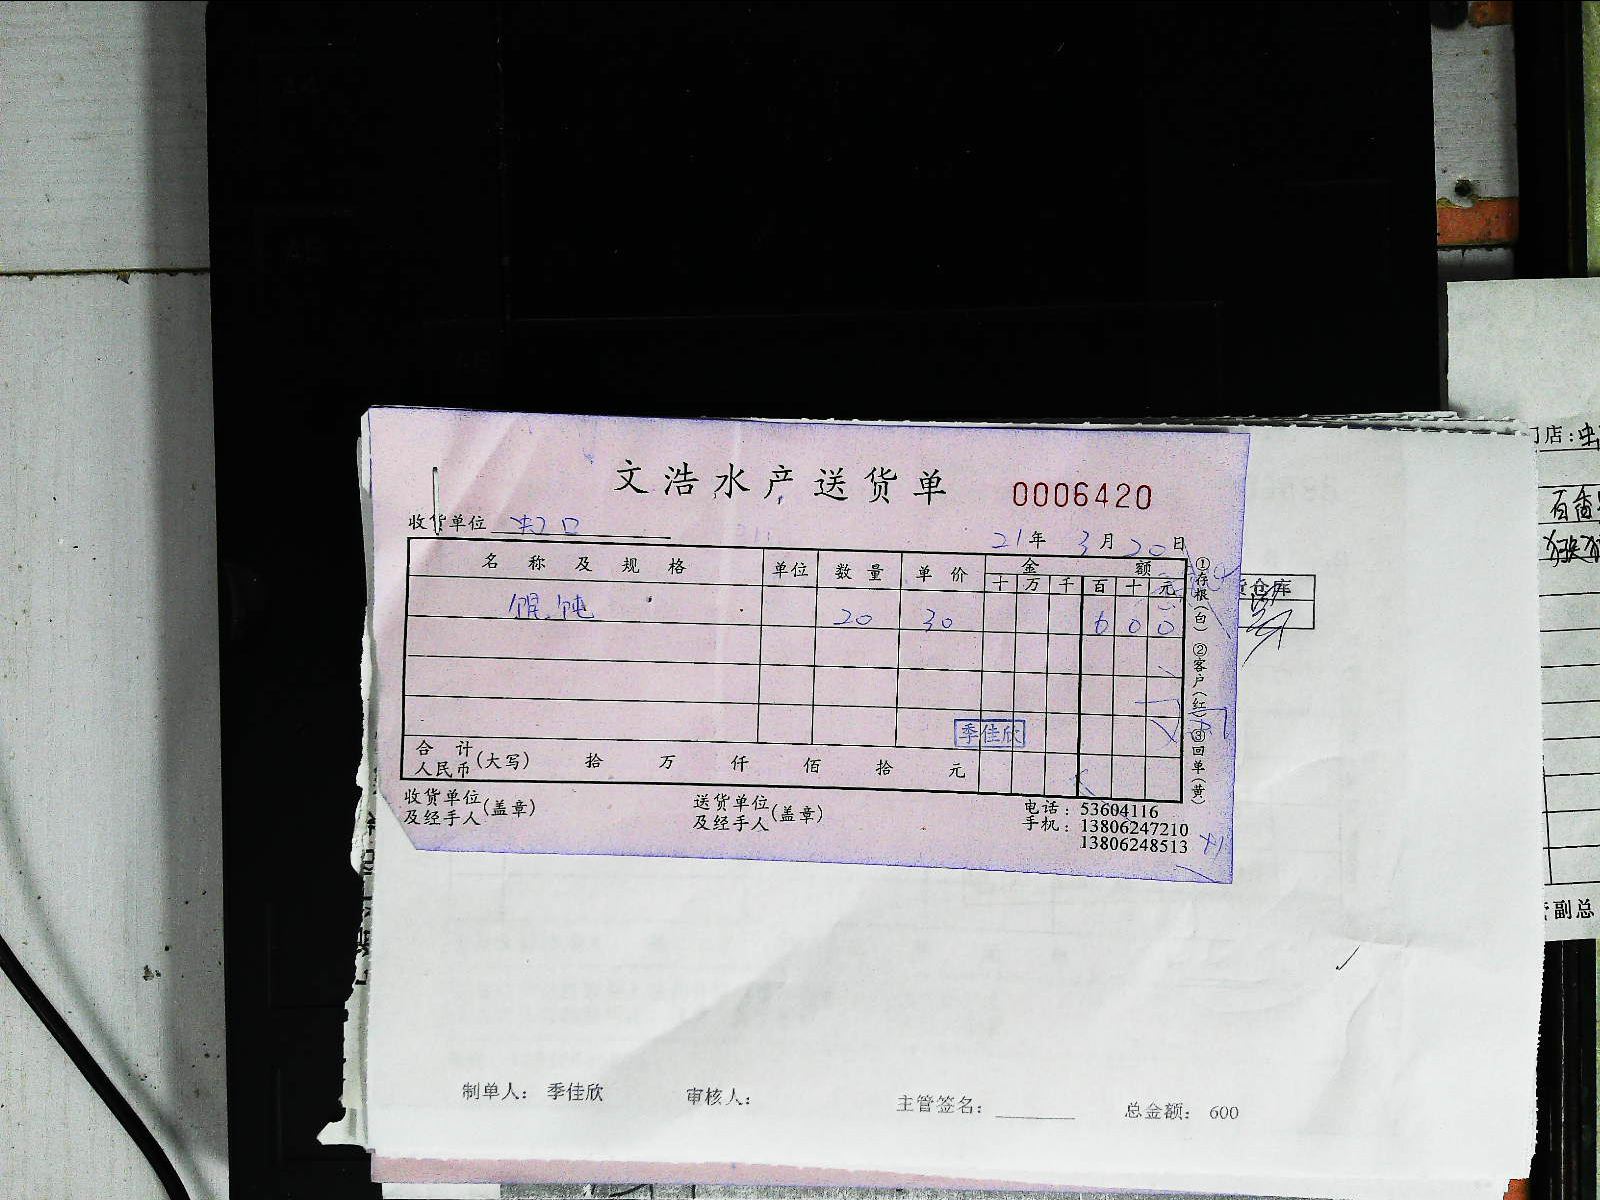 文浩水产送货单 0006420
收货单位 虹口
21年3月20日
名称及规格 单位 数量 单价 金额
十 万 千 百 十 元
馄饨 20 30 6 0 0
季佳欣
合计人民币(大写) 拾 万 仟 佰 拾 元
收货单位及经手人(盖章) 送货单位及经手人(盖章)
电话:53604116
手机:13806247210
13806248513
①存根(白) ②客户(红) ③回单(黄)
仓库
门店:虫
百香
副总
制单人: 季佳欣 审核人: 主管签名: 总金额: 600